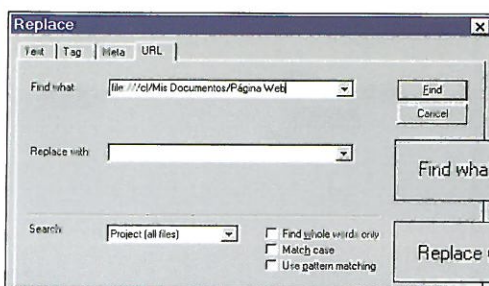 Replace
Text Tag Meta URL
Find what file:///c|/Mis Documentos/Página Web Find
Cancel
Replace with: Find wha
Search: Project (all files) Find whole words only
Match case Replace
Use pattern matching